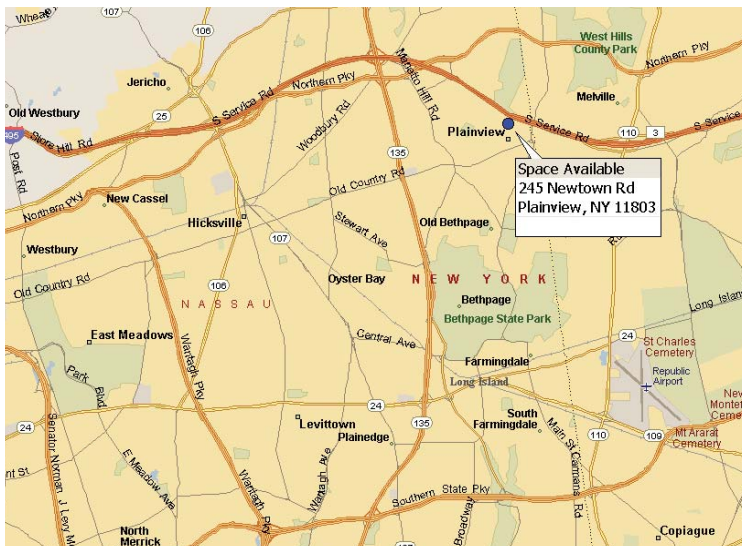 107
Wheatley
106
West Hills
County Park
Northern Pky
Manetto Hill Rd
Jericho
S Service Rd
Northern Pky
Melville
Old Westbury
25
Woodbury Rd
S Service Rd
110
3
S Service
495
Store Hill Rd
Plainview
Post Rd
135
Space Available
245 Newtown Rd
Plainview, NY 11803
Old Country Rd
Northern Pky
New Cassel
Hicksville
Stewart Ave
Old Bethpage
107
Westbury
Old Country Rd
106
Oyster Bay
NEW YORK
NASSAU
Bethpage
Long Island
Bethpage State Park
East Meadows
Wantagh Pky
Central Ave
24
St Charles
Cemetery
Farmingdale
Republic
Airport
Park Blvd
Long Island
24
Levittown
South
Farmingdale
24
135
Plainedge
110
109
Mt Ararat
Cemetery
Main St
Carmans Rd
E Meadow Ave
Wantagh Ave
Senator Norman J Levy
Wantagh Pky
Southern State Pky
Broadway
North
Merrick
Copiague
107